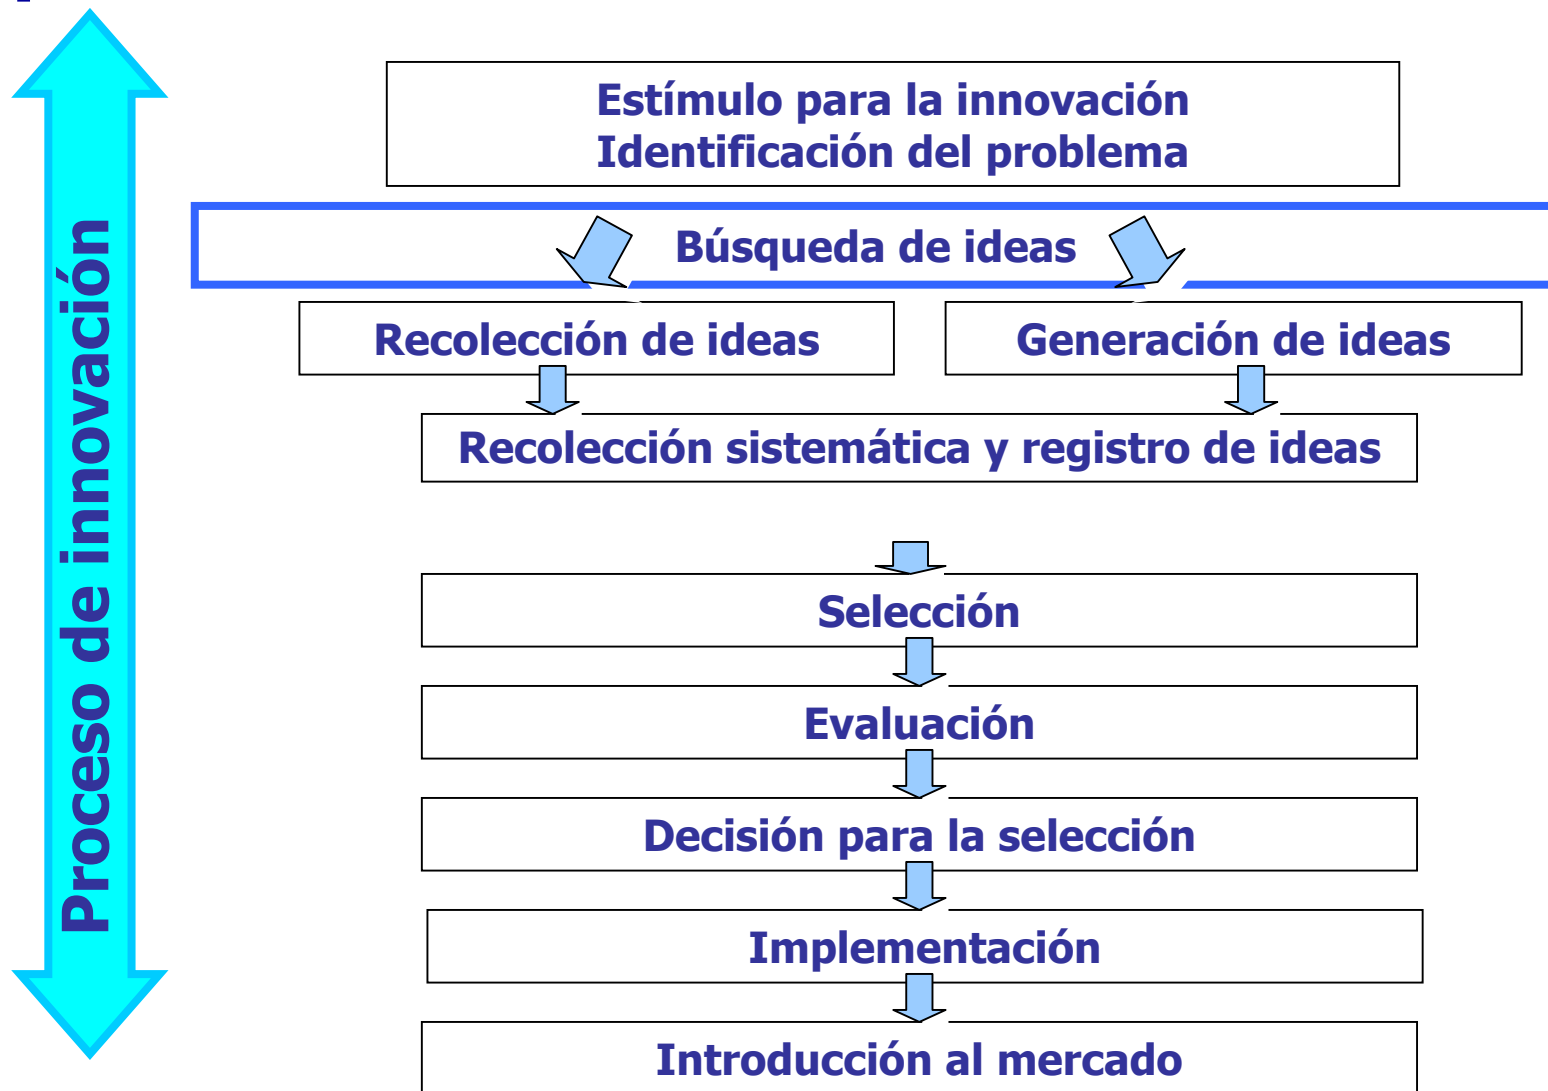 Proceso de innovación
Estímulo para la innovación
Identificación del problema
Búsqueda de ideas
Recolección de ideas
Generación de ideas
Recolección sistemática y registro de ideas
Selección
Evaluación
Decisión para la selección
Implementación
Introducción al mercado